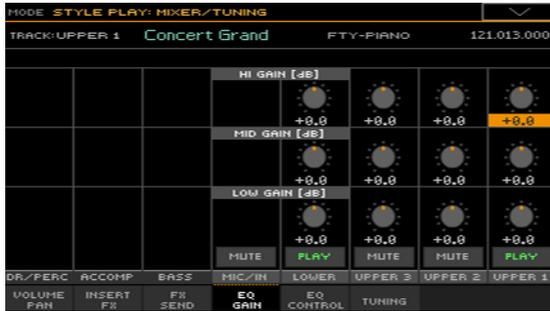 MODE STYLE PLAY: MIXER/TUNING
TRACK:UPPER 1 Concert Grand FTY-PIANO 121.013.000
HI GAIN [dB]
+0.0 +0.0 +0.0 +0.0
MID GAIN [dB]
+0.0 +0.0 +0.0 +0.0
LOW GAIN [dB]
+0.0 +0.0 +0.0 +0.0
MUTE PLAY MUTE MUTE PLAY
DR/PERC ACCOMP BASS MIC/IN LOWER UPPER 3 UPPER 2 UPPER 1
VOLUME PAN INSERT FX FX SEND EQ GAIN EQ CONTROL TUNING